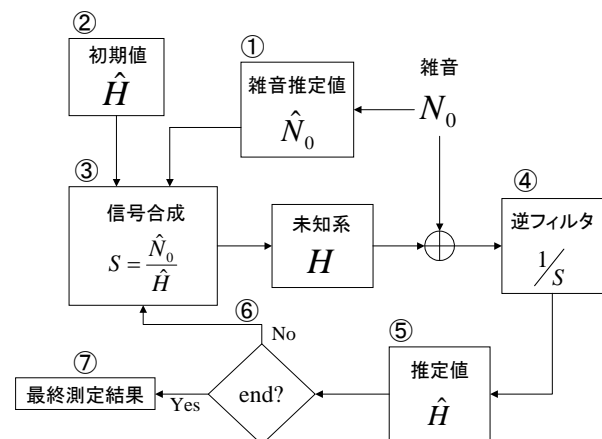 ②
初期値
Ĥ
①
雑音推定値
N̂₀
雑音
N₀
③
信号合成
S = N̂₀ / Ĥ
未知系
H
④
逆フィルタ
1/S
⑥
No
⑤
推定値
Ĥ
end?
Yes
⑦
最終測定結果